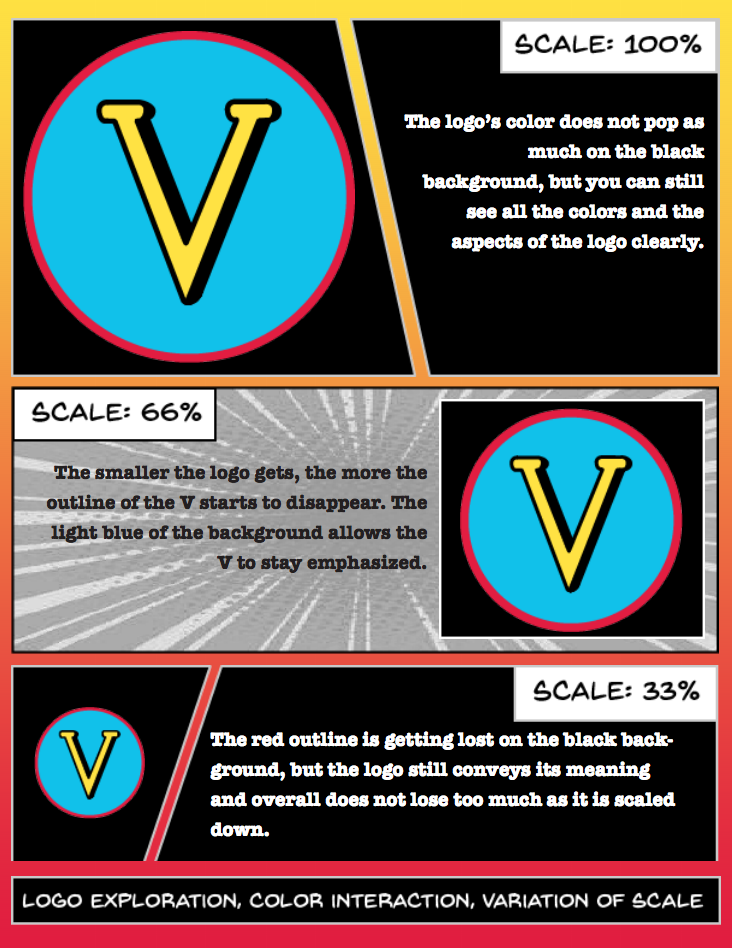 V
SCALE: 100%
The logo’s color does not pop as
much on the black
background, but you can still
see all the colors and the
aspects of the logo clearly.
SCALE: 66%
The smaller the logo gets, the more the
outline of the V starts to disappear. The
light blue of the background allows the
V to stay emphasized.
V
V
SCALE: 33%
The red outline is getting lost on the black back-
ground, but the logo still conveys its meaning
and overall does not lose too much as it is scaled
down.
LOGO EXPLORATION, COLOR INTERACTION, VARIATION OF SCALE